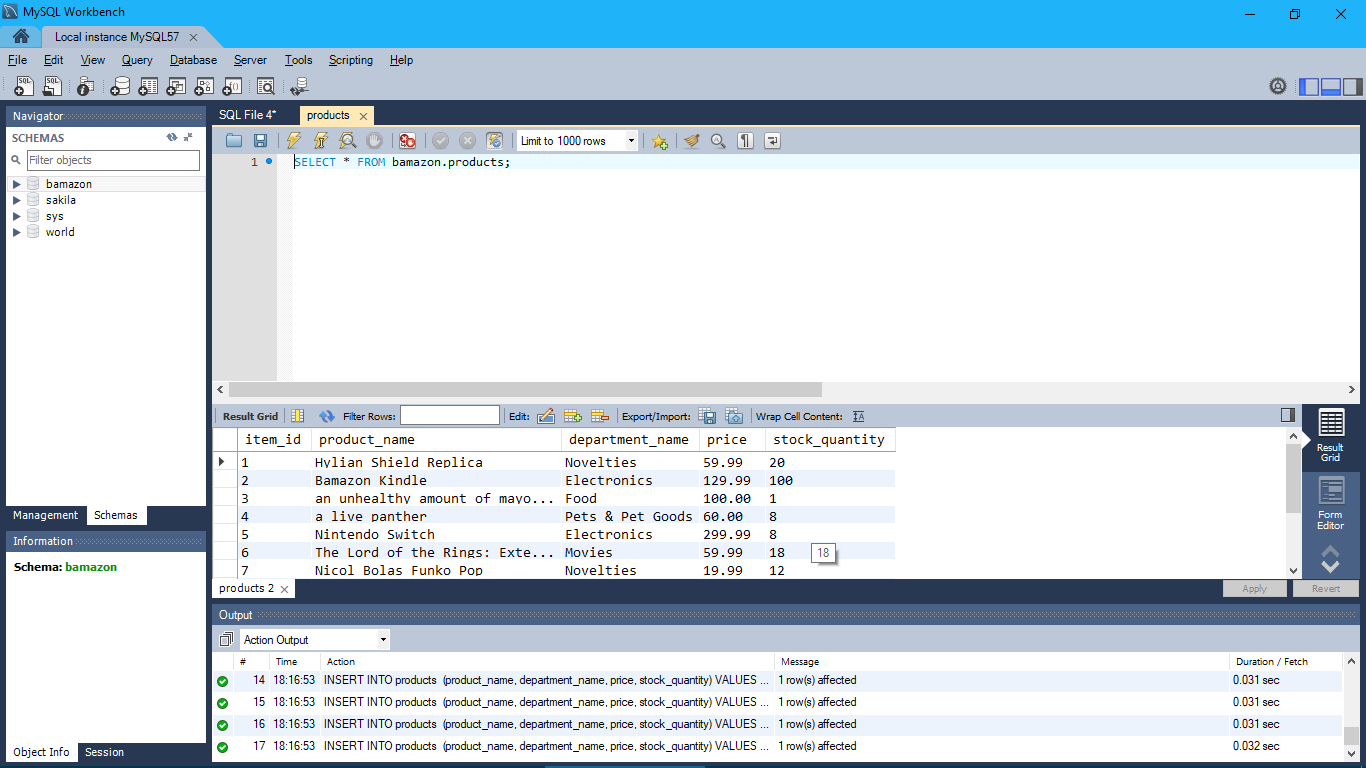 MySQL Workbench
Local instance MySQL57
File Edit View Query Database Server Tools Scripting Help
SQL SQL
Navigator
SCHEMAS
Filter objects
bamazon
sakila
sys
world
Management Schemas
Information
Schema: bamazon
Object Info Session
SQL File 4* products
Limit to 1000 rows
1 SELECT * FROM bamazon.products;
Result Grid Filter Rows: Edit: Export/Import: Wrap Cell Content:
item_id product_name department_name price stock_quantity
1 Hylian Shield Replica Novelties 59.99 20
2 Bamazon Kindle Electronics 129.99 100
3 an unhealthy amount of mayo... Food 100.00 1
4 a live panther Pets & Pet Goods 60.00 8
5 Nintendo Switch Electronics 299.99 8
6 The Lord of the Rings: Exte... Movies 59.99 18 18
7 Nicol Bolas Funko Pop Novelties 19.99 12
Result
Grid
Form
Editor
products 2 Apply Revert
Output
Action Output
# Time Action Message Duration / Fetch
14 18:16:53 INSERT INTO products (product_name, department_name, price, stock_quantity) VALUES ... 1 row(s) affected 0.031 sec
15 18:16:53 INSERT INTO products (product_name, department_name, price, stock_quantity) VALUES ... 1 row(s) affected 0.031 sec
16 18:16:53 INSERT INTO products (product_name, department_name, price, stock_quantity) VALUES ... 1 row(s) affected 0.031 sec
17 18:16:53 INSERT INTO products (product_name, department_name, price, stock_quantity) VALUES ... 1 row(s) affected 0.032 sec